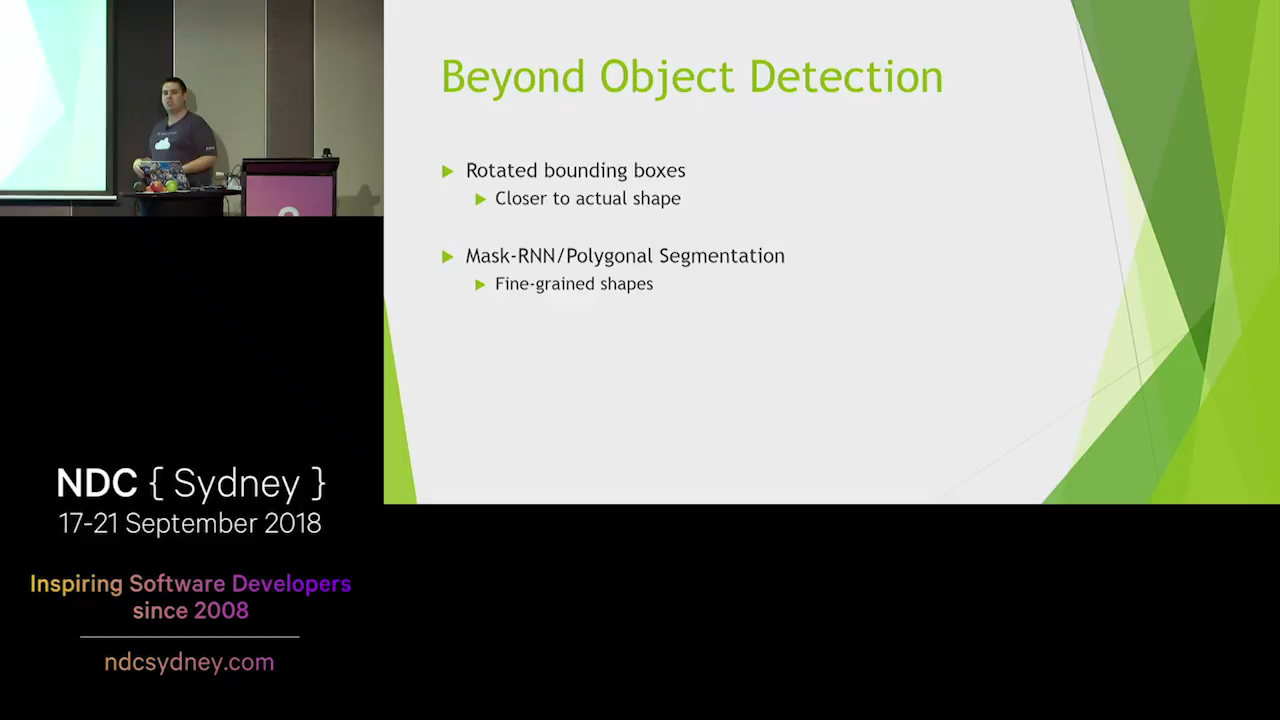 Beyond Object Detection
Rotated bounding boxes
Closer to actual shape
Mask-RNN/Polygonal Segmentation
Fine-grained shapes
NDC { Sydney }
17-21 September 2018
Inspiring Software Developers
since 2008
ndcsydney.com